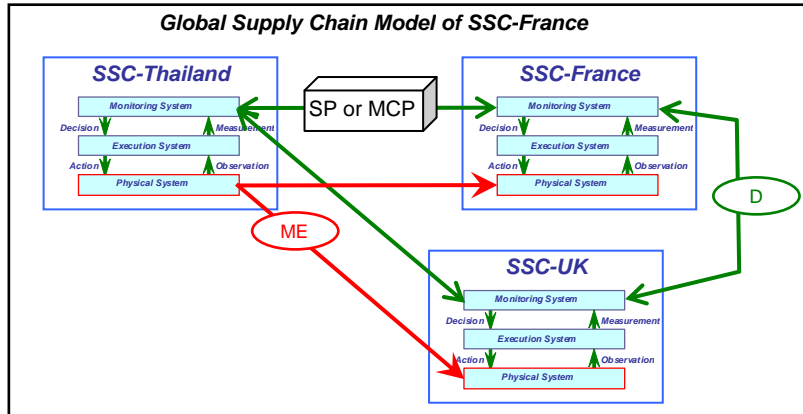 Global Supply Chain Model of SSC-France
SSC-Thailand
Monitoring System
Decision
Measurement
Execution System
Action
Observation
Physical System
SP or MCP
SSC-France
Monitoring System
Decision
Measurement
Execution System
Action
Observation
Physical System
D
ME
SSC-UK
Monitoring System
Decision
Measurement
Execution System
Action
Observation
Physical System